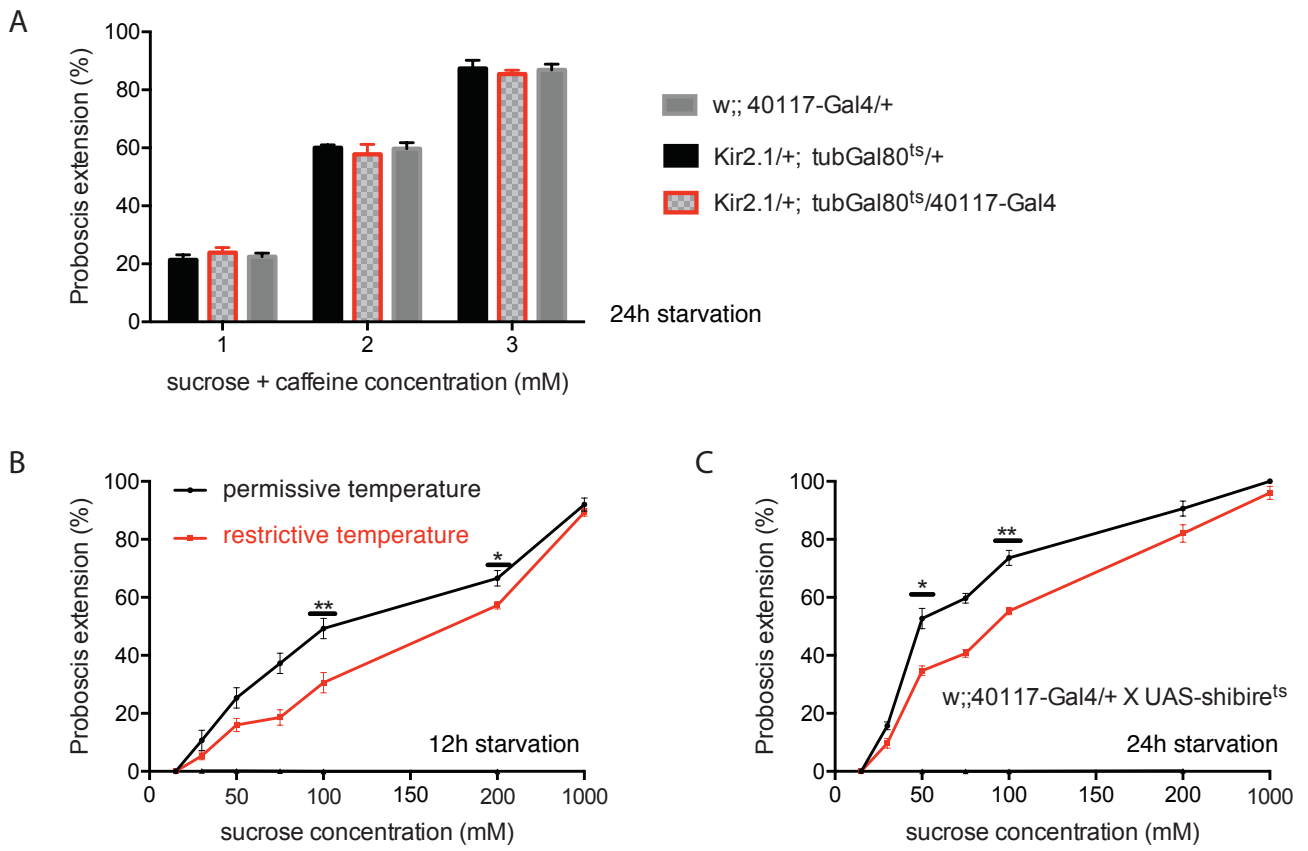 A
Proboscis extension (%)
100
80
60
40
20
0
1 2 3
sucrose + caffeine concentration (mM)
w;; 40117-Gal4/+
Kir2.1/+; tubGal80ts/+
Kir2.1/+; tubGal80ts/40117-Gal4
24h starvation
B
Proboscis extension (%)
100
80
60
40
20
0
permissive temperature
restrictive temperature
**
*
12h starvation
0 50 100 150 200 1000
sucrose concentration (mM)
C
Proboscis extension (%)
100
80
60
40
20
0
*
**
w;;40117-Gal4/+ X UAS-shibirets
24h starvation
0 50 100 150 200 1000
sucrose concentration (mM)